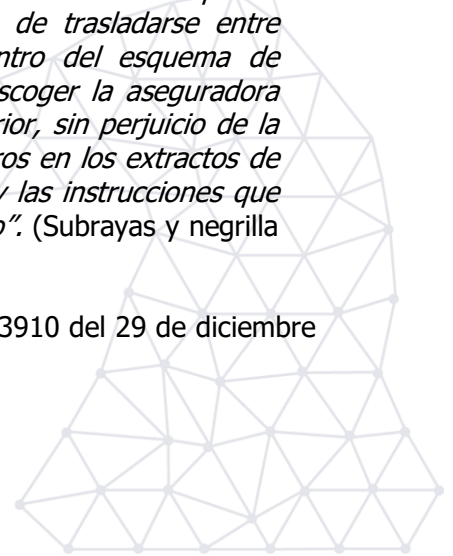 de trasladarse entre
ntro del esquema de
scoger la aseguradora
rior, sin perjuicio de la
ros en los extractos de
y las instrucciones que
o”. (Subrayas y negrilla
3910 del 29 de diciembre